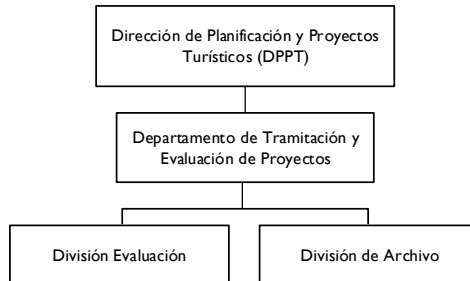 Dirección de Planificación y Proyectos
Turísticos (DPPT)
Departamento de Tramitación y
Evaluación de Proyectos
División Evaluación
División de Archivo